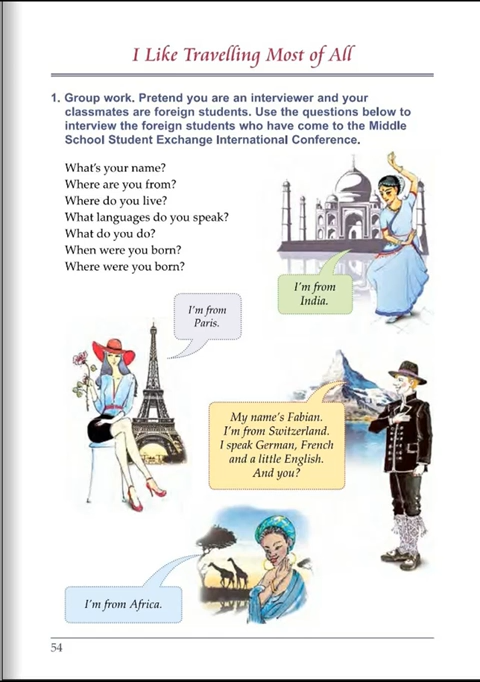 I Like Travelling Most of All
1. Group work. Pretend you are an interviewer and your
classmates are foreign students. Use the questions below to
interview the foreign students who have come to the Middle
School Student Exchange International Conference.
What's your name?
Where are you from?
Where do you live?
What languages do you speak?
What do you do?
When were you born?
Where were you born?
I'm from
India.
I'm from
Paris.
My name's Fabian.
I'm from Switzerland.
I speak German, French
and a little English.
And you?
I'm from Africa.
54